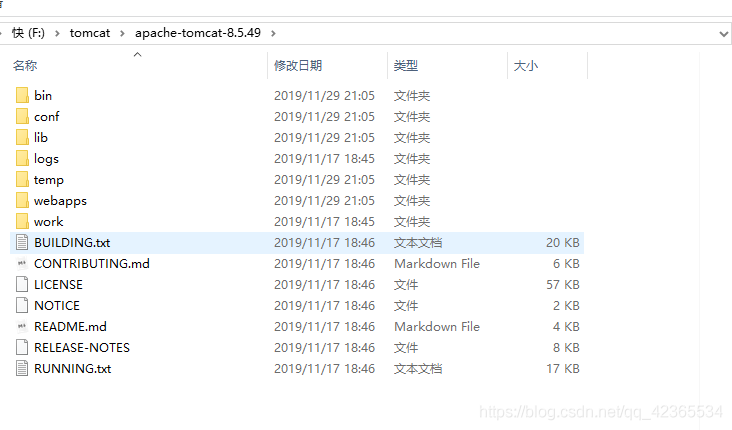 快 (F:) › tomcat › apache-tomcat-8.5.49 ›
名称 修改日期 类型 大小
bin 2019/11/29 21:05 文件夹
conf 2019/11/29 21:05 文件夹
lib 2019/11/29 21:05 文件夹
logs 2019/11/17 18:45 文件夹
temp 2019/11/29 21:05 文件夹
webapps 2019/11/29 21:05 文件夹
work 2019/11/17 18:45 文件夹
BUILDING.txt 2019/11/17 18:46 文本文档 20 KB
CONTRIBUTING.md 2019/11/17 18:46 Markdown File 6 KB
LICENSE 2019/11/17 18:46 文件 57 KB
NOTICE 2019/11/17 18:46 文件 2 KB
README.md 2019/11/17 18:46 Markdown File 4 KB
RELEASE-NOTES 2019/11/17 18:46 文件 8 KB
RUNNING.txt 2019/11/17 18:46 文本文档 17 KB
https://blog.csdn.net/qq_42365534